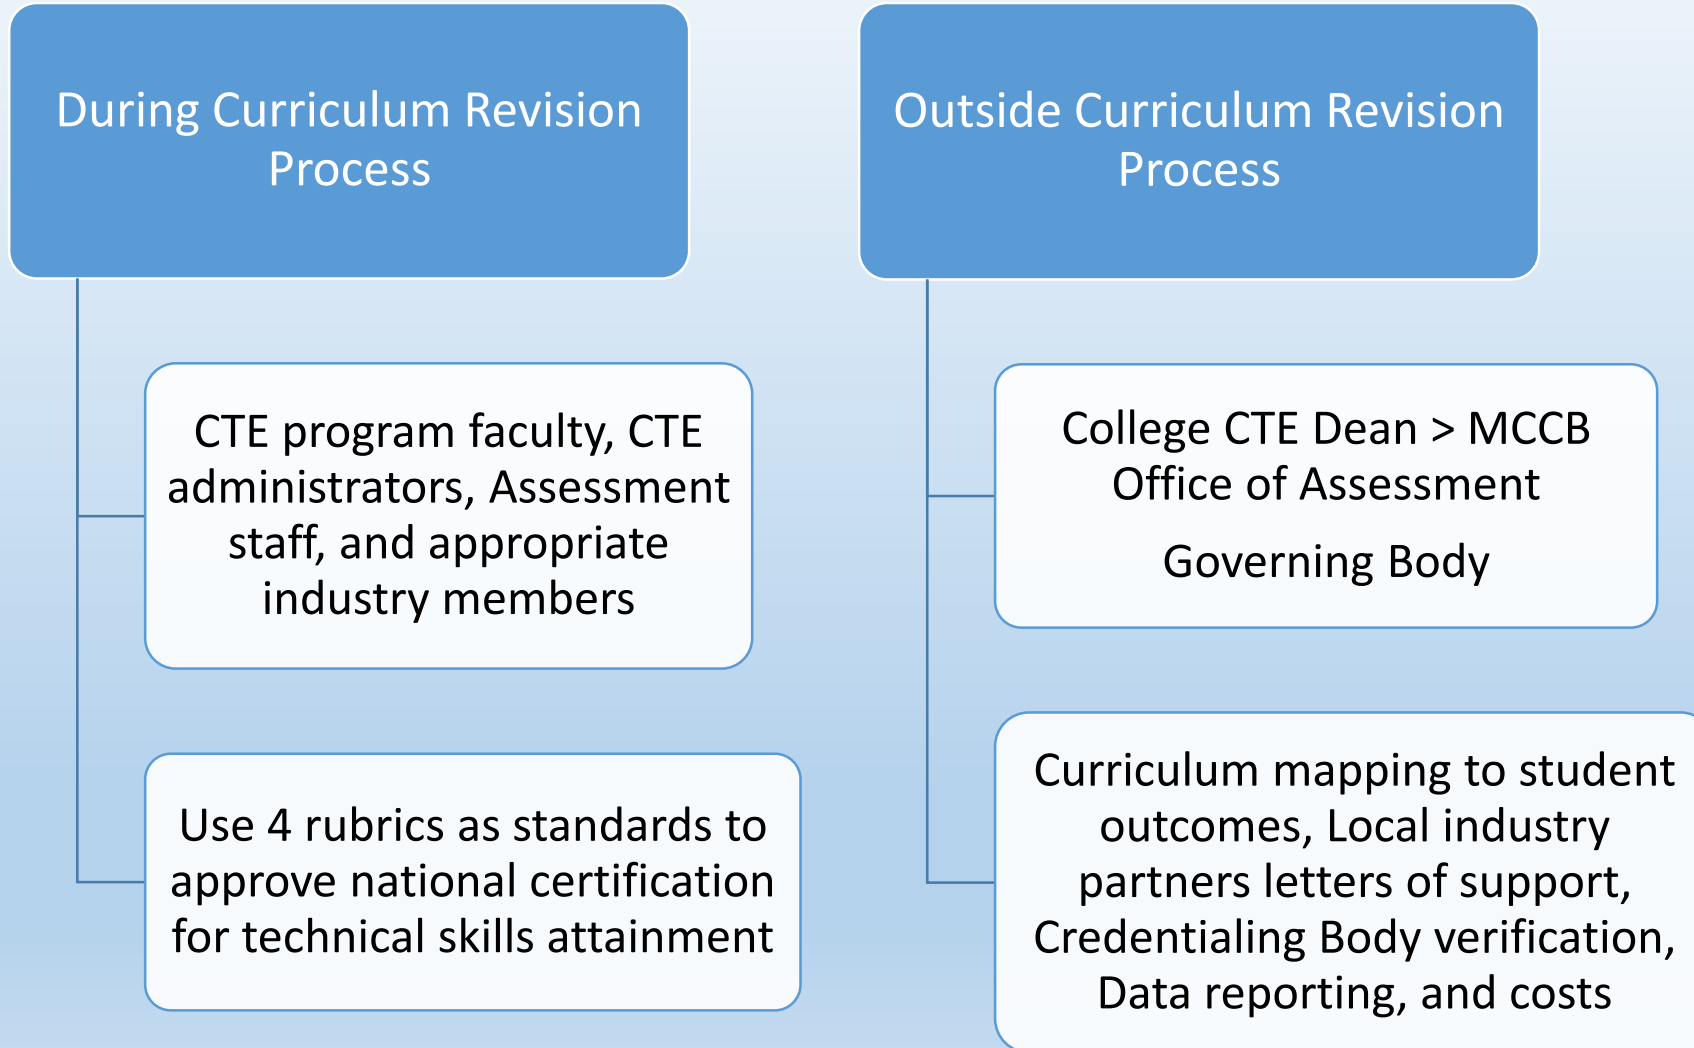 During Curriculum Revision
Process
CTE program faculty, CTE
administrators, Assessment
staff, and appropriate
industry members
Use 4 rubrics as standards to
approve national certification
for technical skills attainment
Outside Curriculum Revision
Process
College CTE Dean > MCCB
Office of Assessment
Governing Body
Curriculum mapping to student
outcomes, Local industry
partners letters of support,
Credentialing Body verification,
Data reporting, and costs